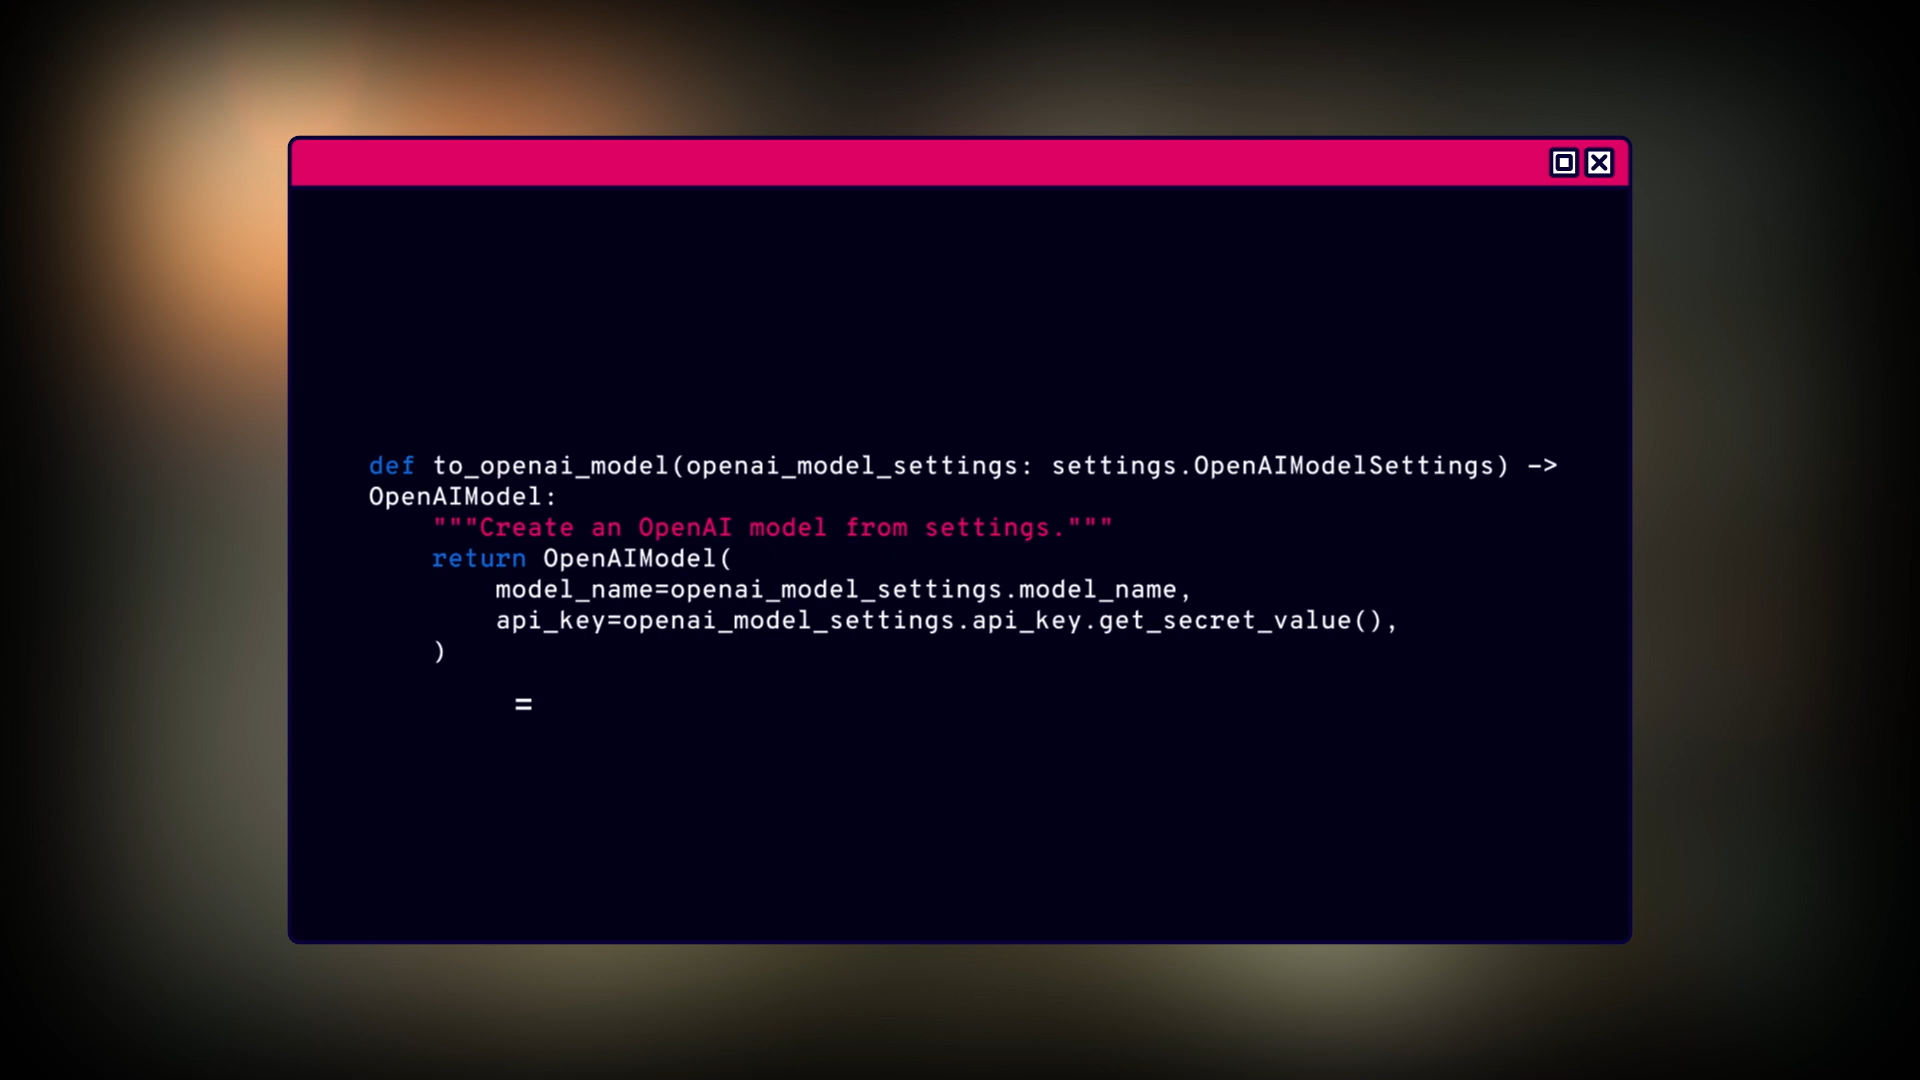 def to_openai_model(openai_model_settings: settings.OpenAIModelSettings) ->
OpenAIModel:
    """Create an OpenAI model from settings."""
    return OpenAIModel(
        model_name=openai_model_settings.model_name,
        api_key=openai_model_settings.api_key.get_secret_value(),
    )
=